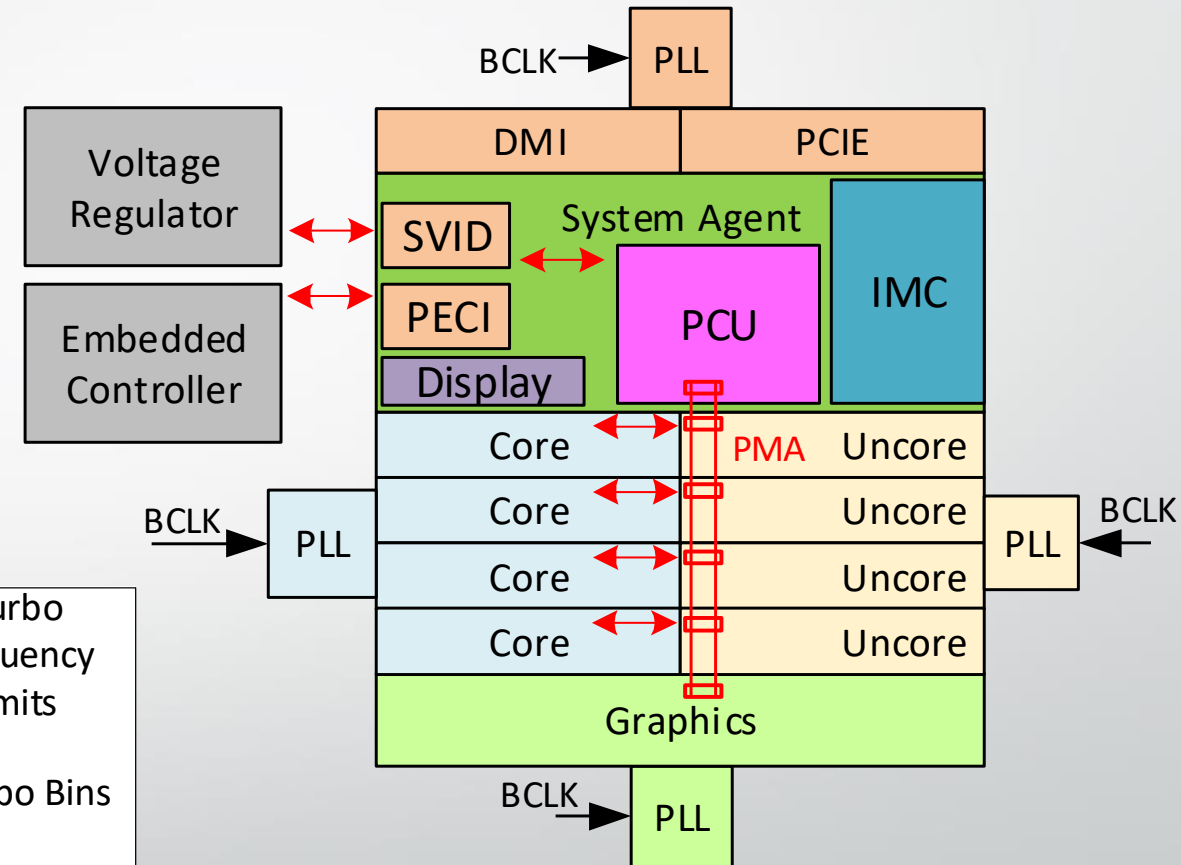 BCLK
PLL
DMI
PCIE
Voltage
Regulator
System Agent
SVID
IMC
PECI
PCU
Embedded
Controller
Display
Core
PMA
Uncore
Core
Uncore
BCLK
PLL
PLL
BCLK
Core
Uncore
Core
Uncore
Graphics
BCLK
PLL
Bins